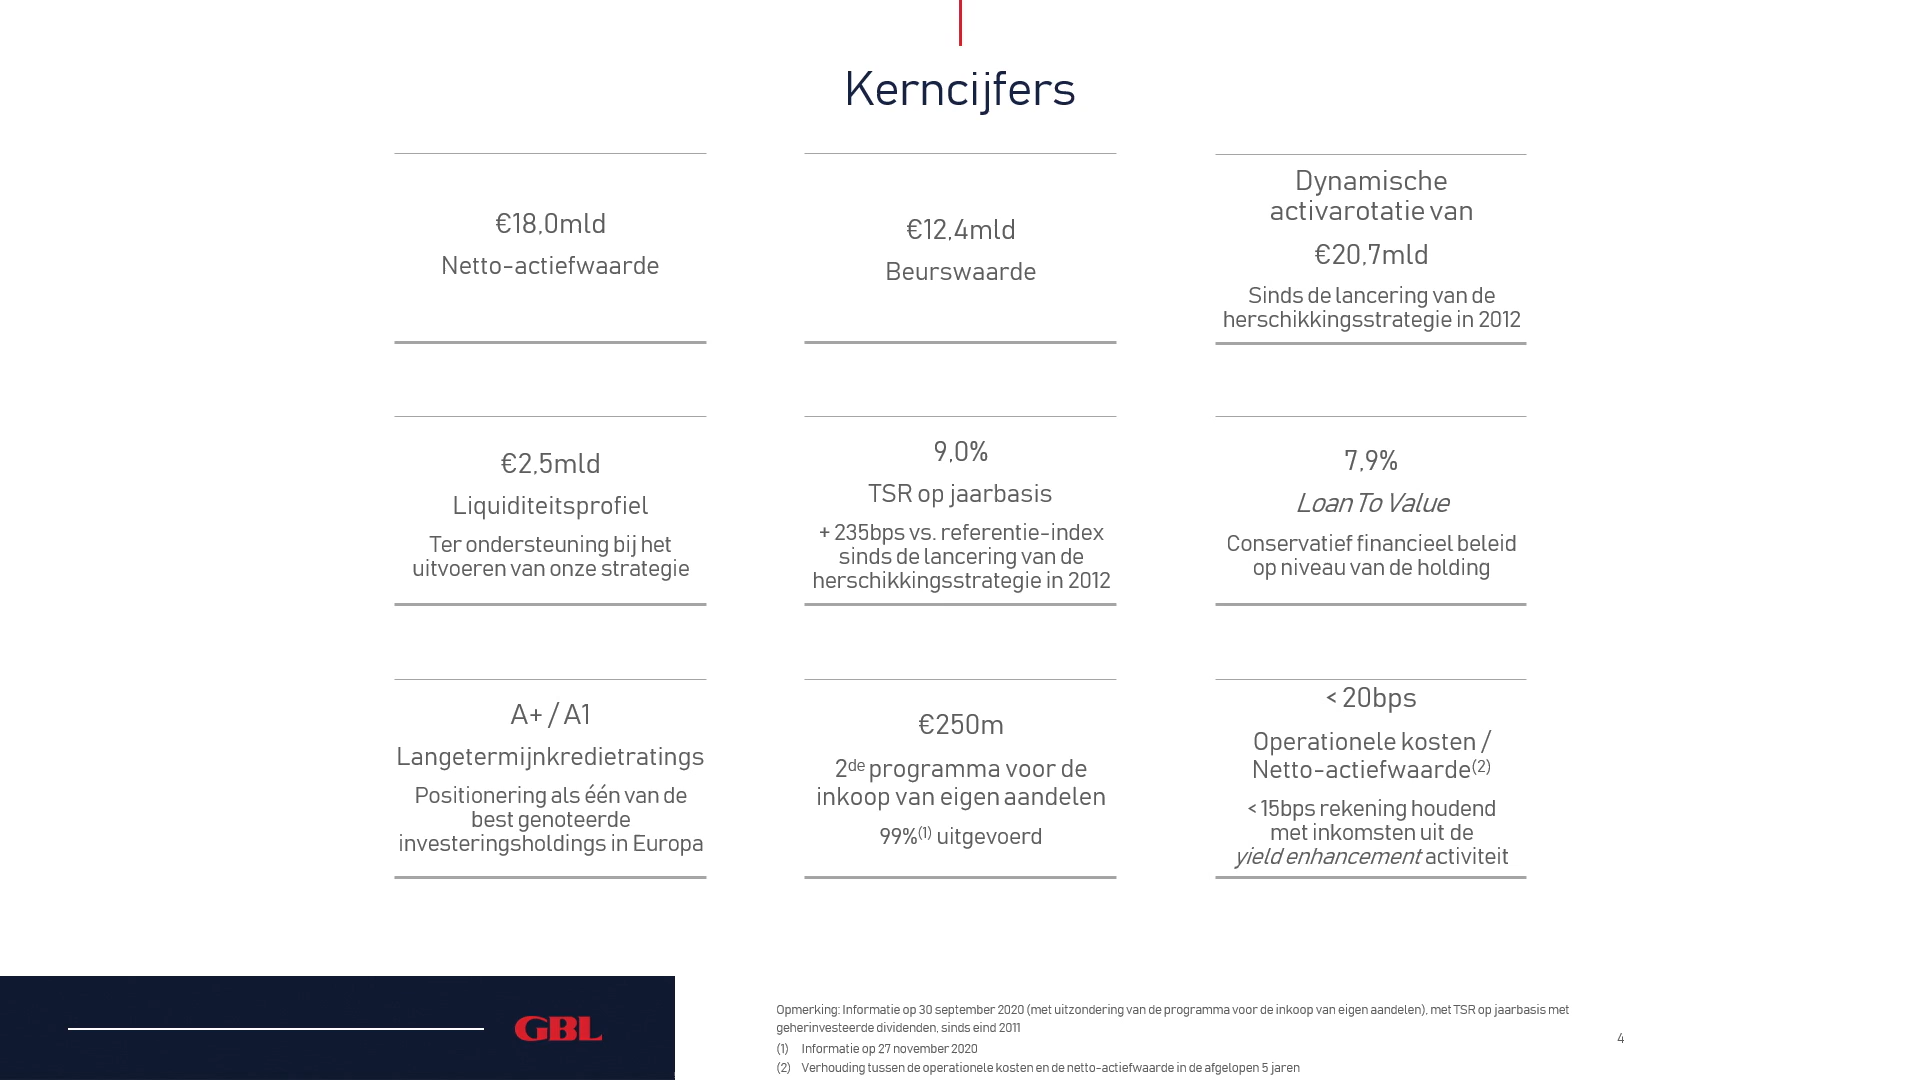 Kerncijfers
€18,0mld
Netto-actiefwaarde
€12,4mld
Beurswaarde
Dynamische
activarotatie van
€20,7mld
Sinds de lancering van de
herschikkingsstrategie in 2012
€2,5mld
Liquiditeitsprofiel
Ter ondersteuning bij het
uitvoeren van onze strategie
9,0%
TSR op jaarbasis
+ 235bps vs. referentie-index
sinds de lancering van de
herschikkingsstrategie in 2012
7,9%
Loan To Value
Conservatief financieel beleid
op niveau van de holding
A+ / A1
Langetermijnkredietratings
Positionering als één van de
best genoteerde
investeringsholdings in Europa
€250m
2de programma voor de
inkoop van eigen aandelen
99%(1) uitgevoerd
< 20bps
Operationele kosten /
Netto-actiefwaarde(2)
< 15bps rekening houdend
met inkomsten uit de
yield enhancement activiteit
GBL
Opmerking: Informatie op 30 september 2020 (met uitzondering van de programma voor de inkoop van eigen aandelen), met TSR op jaarbasis met
geherinvesteerde dividenden, sinds eind 2011
(1) Informatie op 27 november 2020
(2) Verhouding tussen de operationele kosten en de netto-actiefwaarde in de afgelopen 5 jaren
4